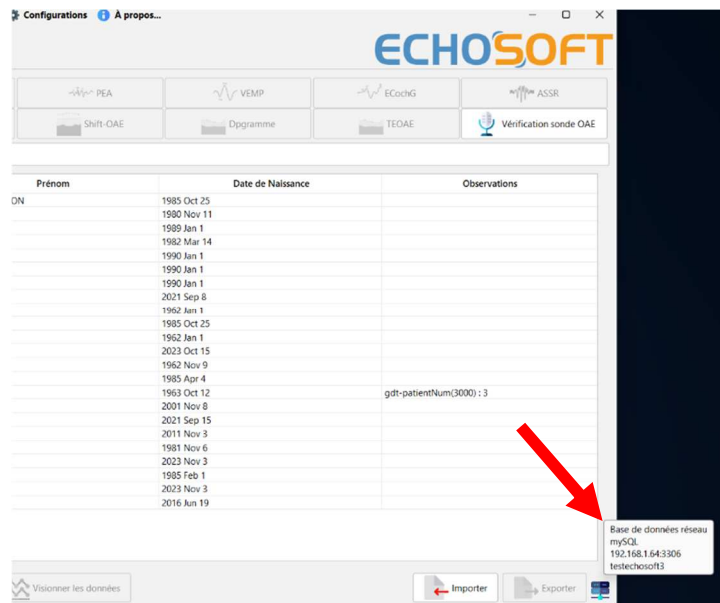 Configurations À propos...
ECHOSOFT
PEA VEMP ECochG ASSR
Shift-OAE Dpgramme TEOAE Vérification sonde OAE
Prénom Date de Naissance Observations
ON 1985 Oct 25
1980 Nov 11
1989 Jan 1
1982 Mar 14
1990 Jan 1
1990 Jan 1
1990 Jan 1
2021 Sep 8
1962 Jan 1
1985 Oct 25
1962 Jan 1
2023 Oct 15
1962 Nov 9
1985 Apr 4
1963 Oct 12 gdt-patientNum(3000) : 3
2001 Nov 8
2021 Sep 15
2011 Nov 3
1981 Nov 6
2023 Nov 3
1985 Feb 1
2023 Nov 3
2016 Jun 19
Base de données réseau
mySQL
192.168.1.64:3306
testechosoft3
Visionner les données Importer Exporter